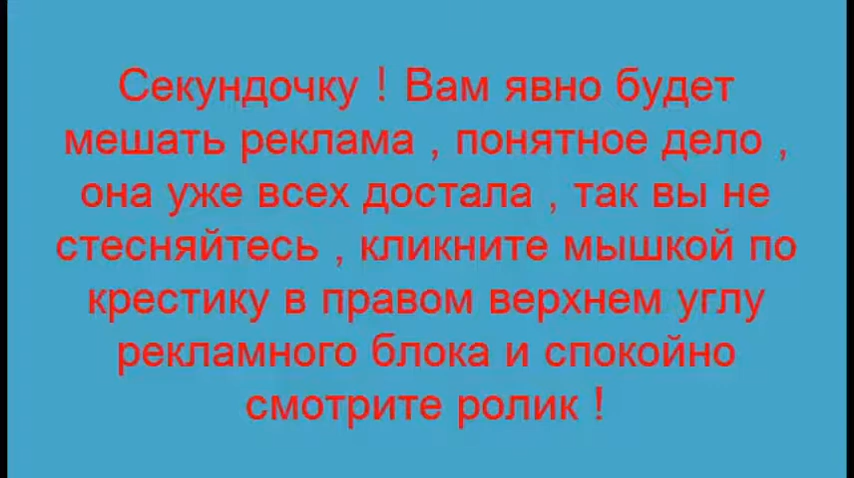 Секундочку ! Вам явно будет
мешать реклама , понятное дело ,
она уже всех достала , так вы не
стесняйтесь , кликните мышкой по
крестику в правом верхнем углу
рекламного блока и спокойно
смотрите ролик !